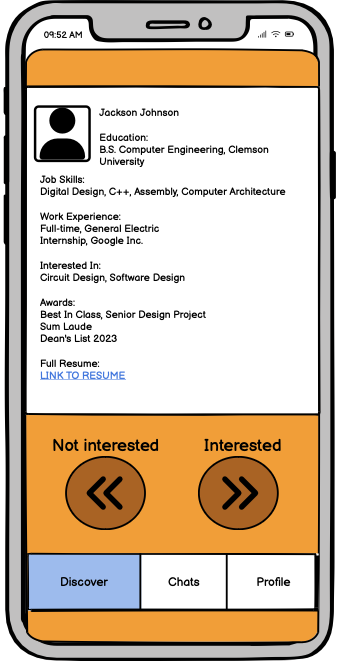 09:52 AM
Jackson Johnson
Education:
B.S. Computer Engineering, Clemson
University
Job Skills:
Digital Design, C++, Assembly, Computer Architecture
Work Experience:
Full-time, General Electric
Internship, Google Inc.
Interested In:
Circuit Design, Software Design
Awards:
Best In Class, Senior Design Project
Sum Laude
Dean's List 2023
Full Resume:
LINK TO RESUME
Not interested
Interested
Discover
Chats
Profile